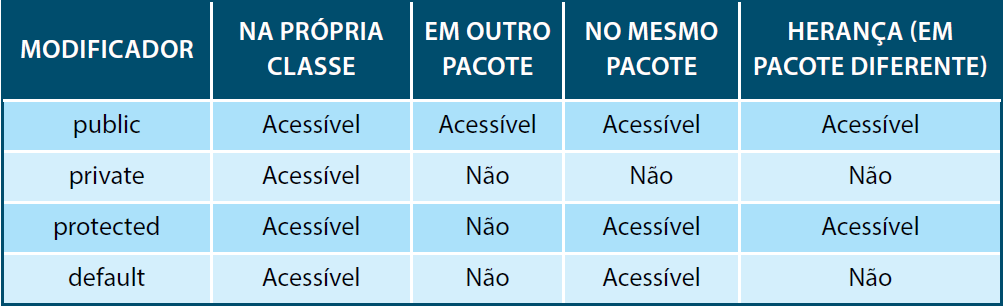 MODIFICADOR NA PRÓPRIA CLASSE EM OUTRO PACOTE NO MESMO PACOTE HERANÇA (EM PACOTE DIFERENTE)
public Acessível Acessível Acessível Acessível
private Acessível Não Não Não
protected Acessível Não Acessível Acessível
default Acessível Não Acessível Não